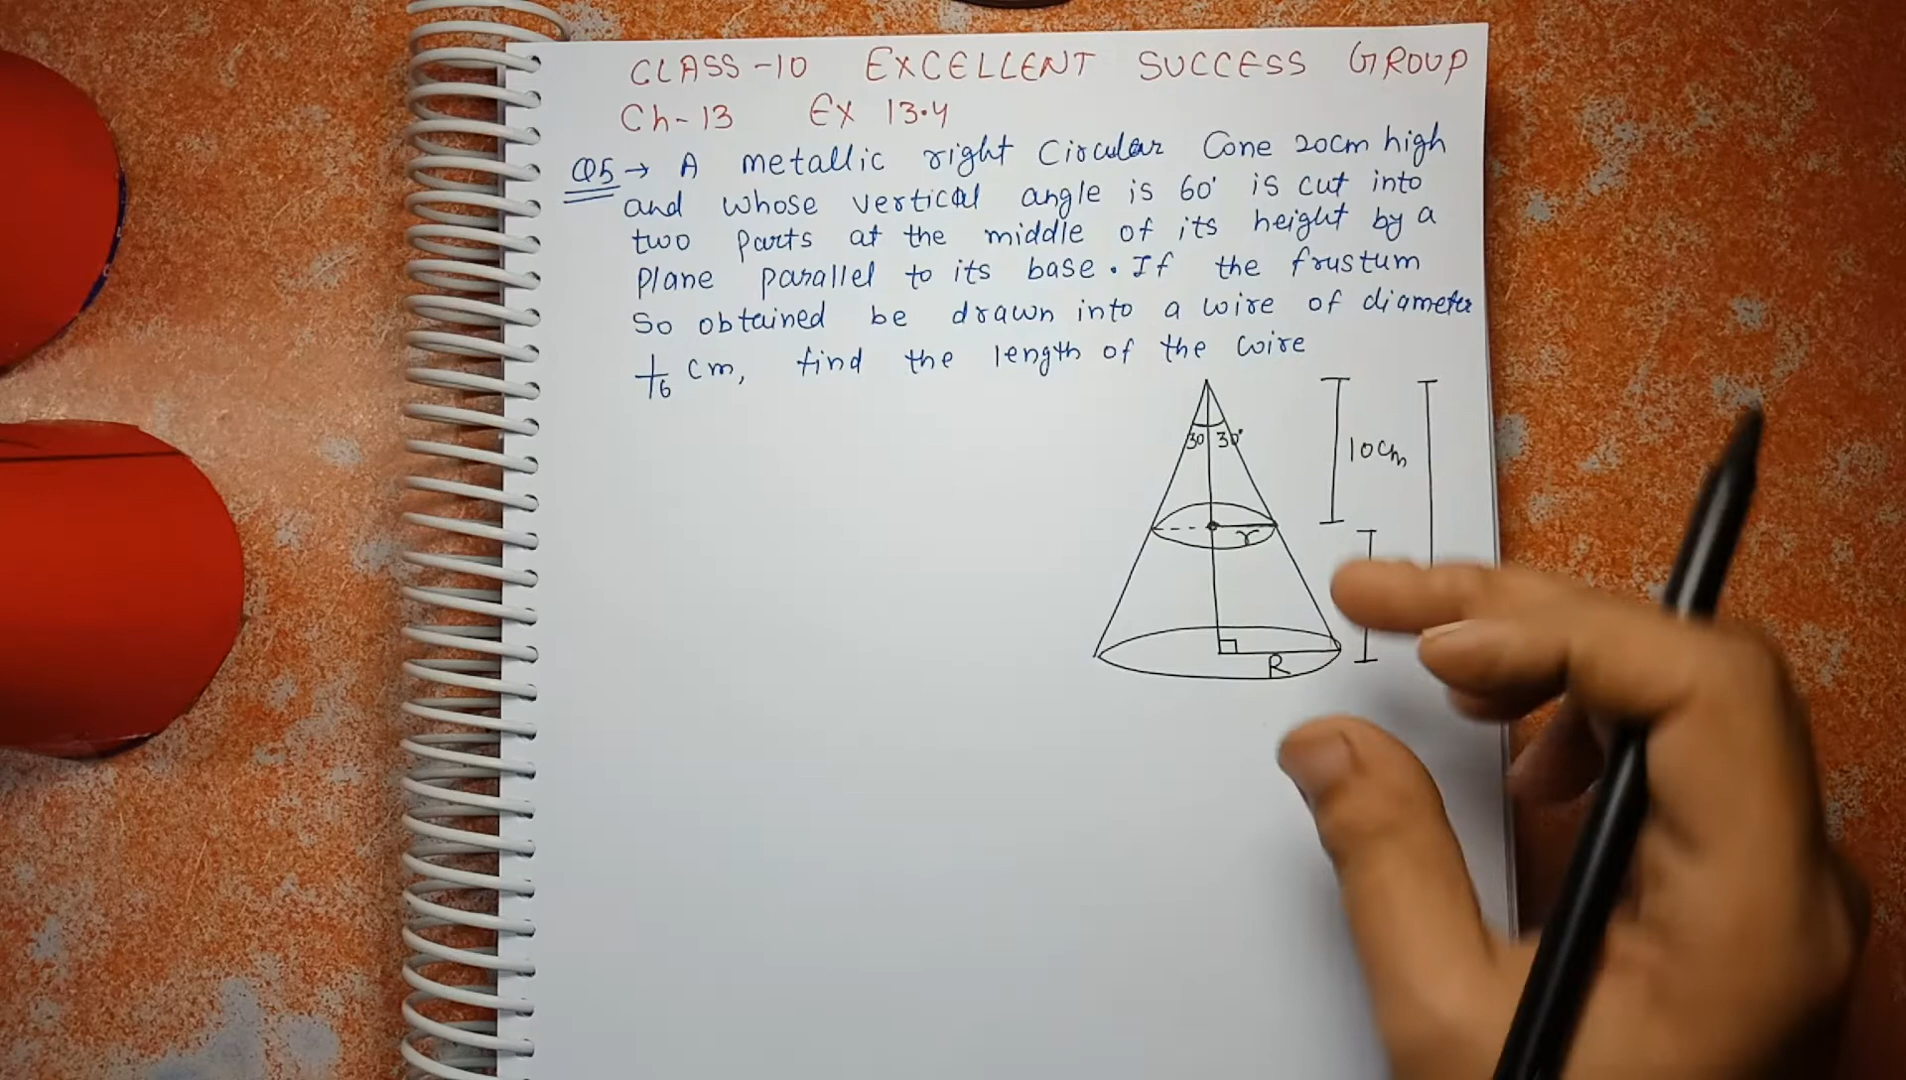 CLASS-10 EXCELLENT SUCCESS GROUP
Ch-13 EX 13.4
Q5→ A metallic right Circular Cone 20cm high
and whose vertical angle is 60° is cut into
two parts at the middle of its height by a
plane parallel to its base. If the frustum
So obtained be drawn into a wire of diameter
1/16 cm, find the length of the wire
30 30°
10cm
r
R